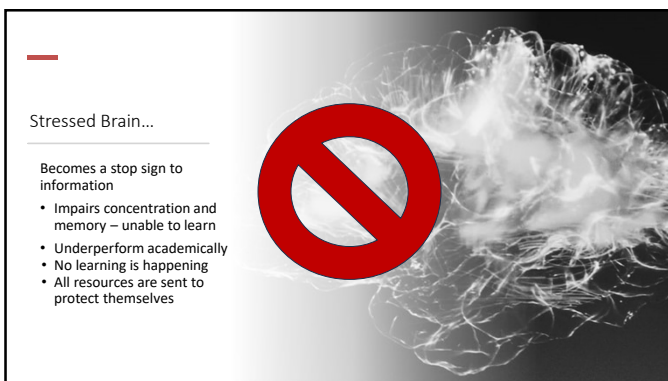 Stressed Brain...
Becomes a stop sign to
information
• Impairs concentration and
memory – unable to learn
• Underperform academically
• No learning is happening
• All resources are sent to
protect themselves